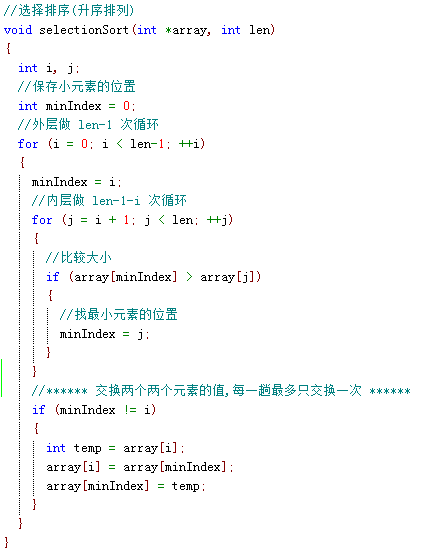 //选择排序(升序排列)
void selectionSort(int *array, int len)
{
int i, j;
//保存小元素的位置
int minIndex = 0;
//外层做 len-1 次循环
for (i = 0; i < len-1; ++i)
{
minIndex = i;
//内层做 len-1-i 次循环
for (j = i + 1; j < len; ++j)
{
//比较大小
if (array[minIndex] > array[j])
{
//找最小元素的位置
minIndex = j;
}
}
//****** 交换两个两个元素的值,每一趟最多只交换一次 ******
if (minIndex != i)
{
int temp = array[i];
array[i] = array[minIndex];
array[minIndex] = temp;
}
}
}